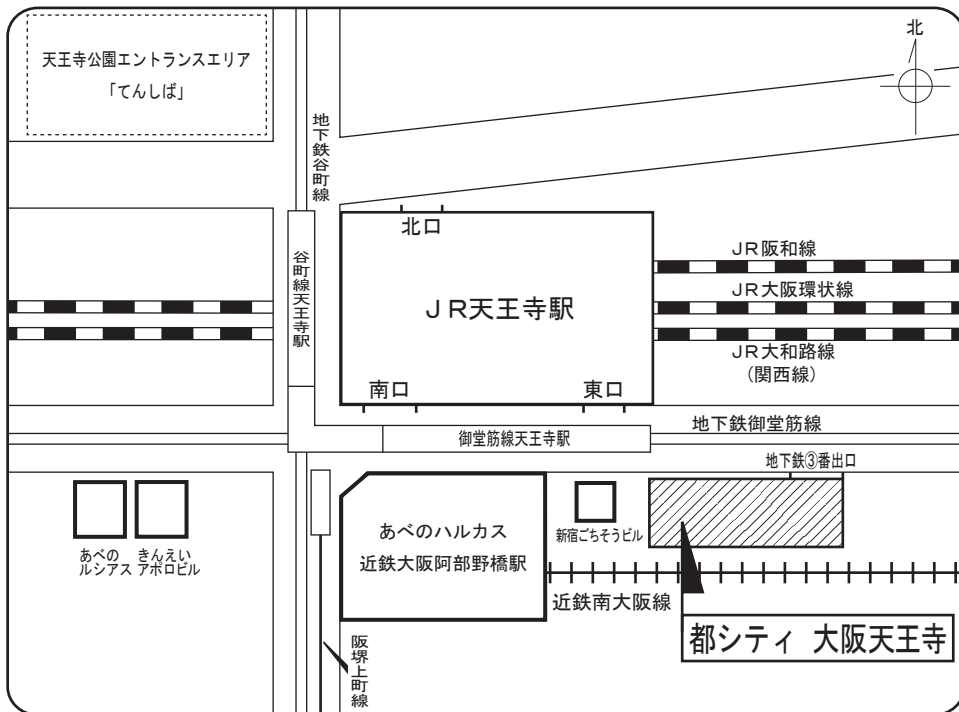 天王寺公園エントランスエリア
「てんしば」
北
地下鉄谷町線
北口
谷町線天王寺駅
JR天王寺駅
JR阪和線
JR大阪環状線
JR大和路線
(関西線)
南口
東口
地下鉄御堂筋線
御堂筋線天王寺駅
地下鉄③番出口
あべの
ルシアス
きんえい
アポロビル
あべのハルカス
近鉄大阪阿部野橋駅
新宿ごちそうビル
近鉄南大阪線
都シティ 大阪天王寺
阪堺上町線